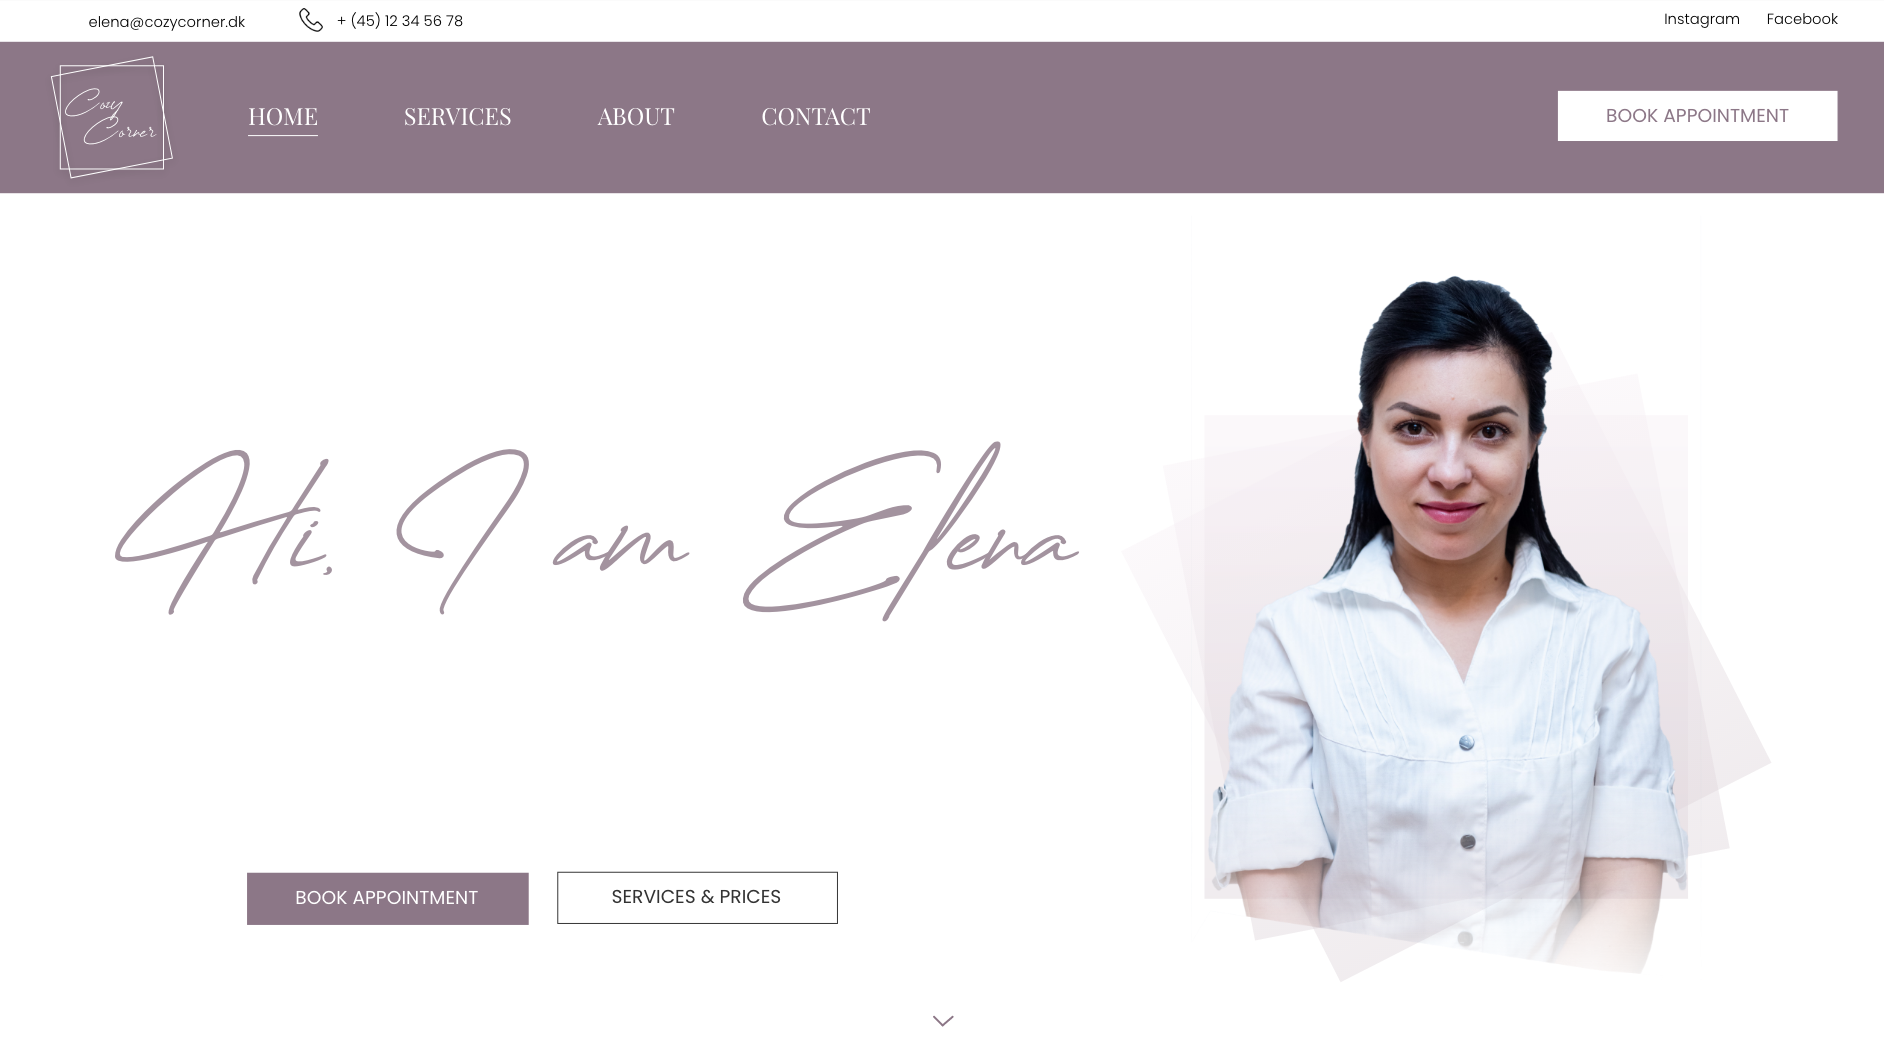 elena@cozycorner.dk
+ (45) 12 34 56 78
Instagram
Facebook
Cozy
Corner
HOME
SERVICES
ABOUT
CONTACT
BOOK APPOINTMENT
Hi, I am Elena
BOOK APPOINTMENT
SERVICES & PRICES